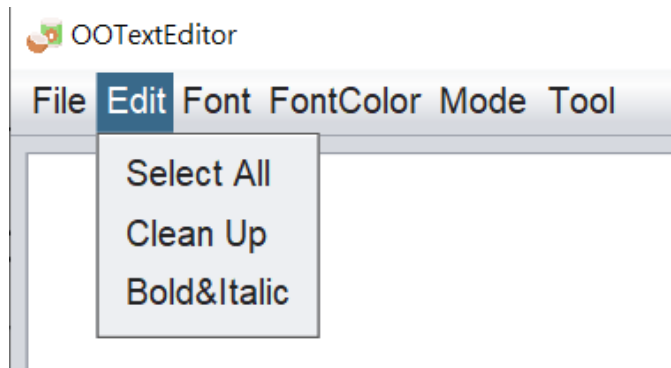 OOTextEditor
File Edit Font FontColor Mode Tool
Select All
Clean Up
Bold&Italic